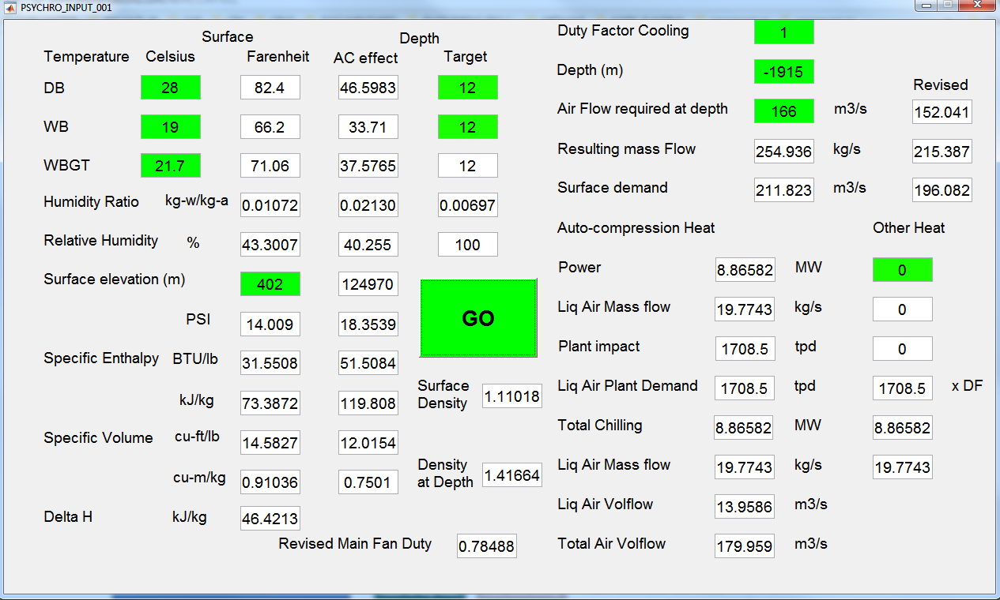 PSYCHRO_INPUT_001
Surface Depth
Temperature Celsius Farenheit AC effect Target
DB 28 82.4 46.5983 12
WB 19 66.2 33.71 12
WBGT 21.7 71.06 37.5765 12
Humidity Ratio kg-w/kg-a 0.01072 0.02130 0.00697
Relative Humidity % 43.3007 40.255 100
Surface elevation (m) 402 124970
GO
PSI 14.009 18.3539
Specific Enthalpy BTU/lb 31.5508 51.5084
kJ/kg 73.3872 119.808
Surface Density 1.11018
Specific Volume cu-ft/lb 14.5827 12.0154
cu-m/kg 0.91036 0.7501
Density at Depth 1.41664
Delta H kJ/kg 46.4213
Revised Main Fan Duty 0.78488
Duty Factor Cooling 1
Depth (m) -1915
Revised
Air Flow required at depth 166 m3/s 152.041
Resulting mass Flow 254.936 kg/s 215.387
Surface demand 211.823 m3/s 196.082
Auto-compression Heat Other Heat
Power 8.86582 MW 0
Liq Air Mass flow 19.7743 kg/s 0
Plant impact 1708.5 tpd 0
Liq Air Plant Demand 1708.5 tpd 1708.5 x DF
Total Chilling 8.86582 MW 8.86582
Liq Air Mass flow 19.7743 kg/s 19.7743
Liq Air Volflow 13.9586 m3/s
Total Air Volflow 179.959 m3/s